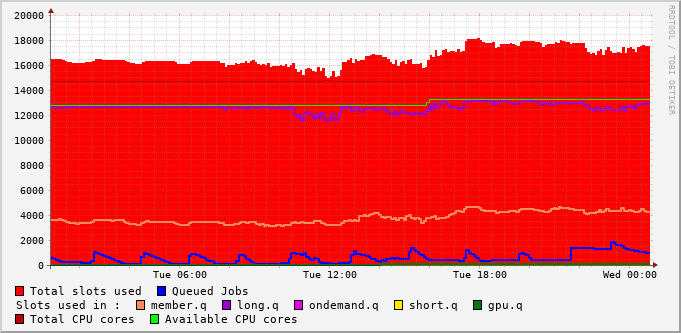 20000
18000
16000
14000
12000
10000
8000
6000
4000
2000
0
Tue 06:00 Tue 12:00 Tue 18:00 Wed 00:00
RRDTOOL / TOBI OETIKER
Total slots used Queued Jobs
Slots used in : member.q long.q ondemand.q short.q gpu.q
Total CPU cores Available CPU cores